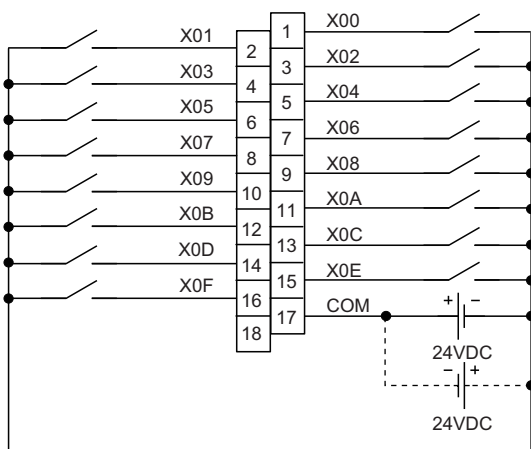 X00
1
X01
2
X02
3
X03
4
X04
5
X05
6
X06
7
X07
8
X08
9
X09
10
X0A
11
X0B
12
X0C
13
X0D
14
X0E
15
X0F
16
COM
17
+ −
18
24VDC
− +
24VDC